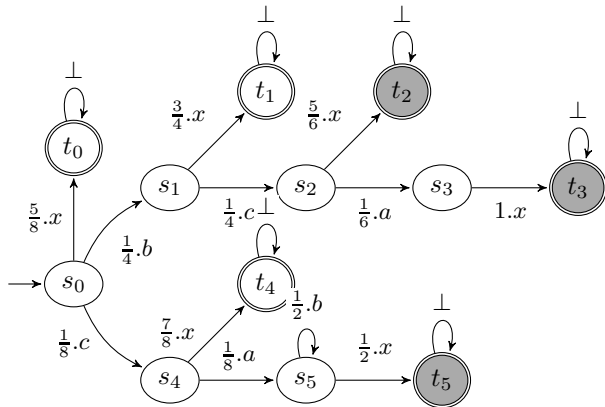 ⊥ ⊥
⊥
t₁ t₂
3/4.x 5/6.x
t₀ ⊥
s₁ s₂ s₃ t₃
5/8.x 1/4.c ⊥ 1/6.a 1.x
1/4.b
s₀ t₄ 1/2.b
1/8.c 7/8.x ⊥
1/8.a 1/2.x
s₄ s₅ t₅